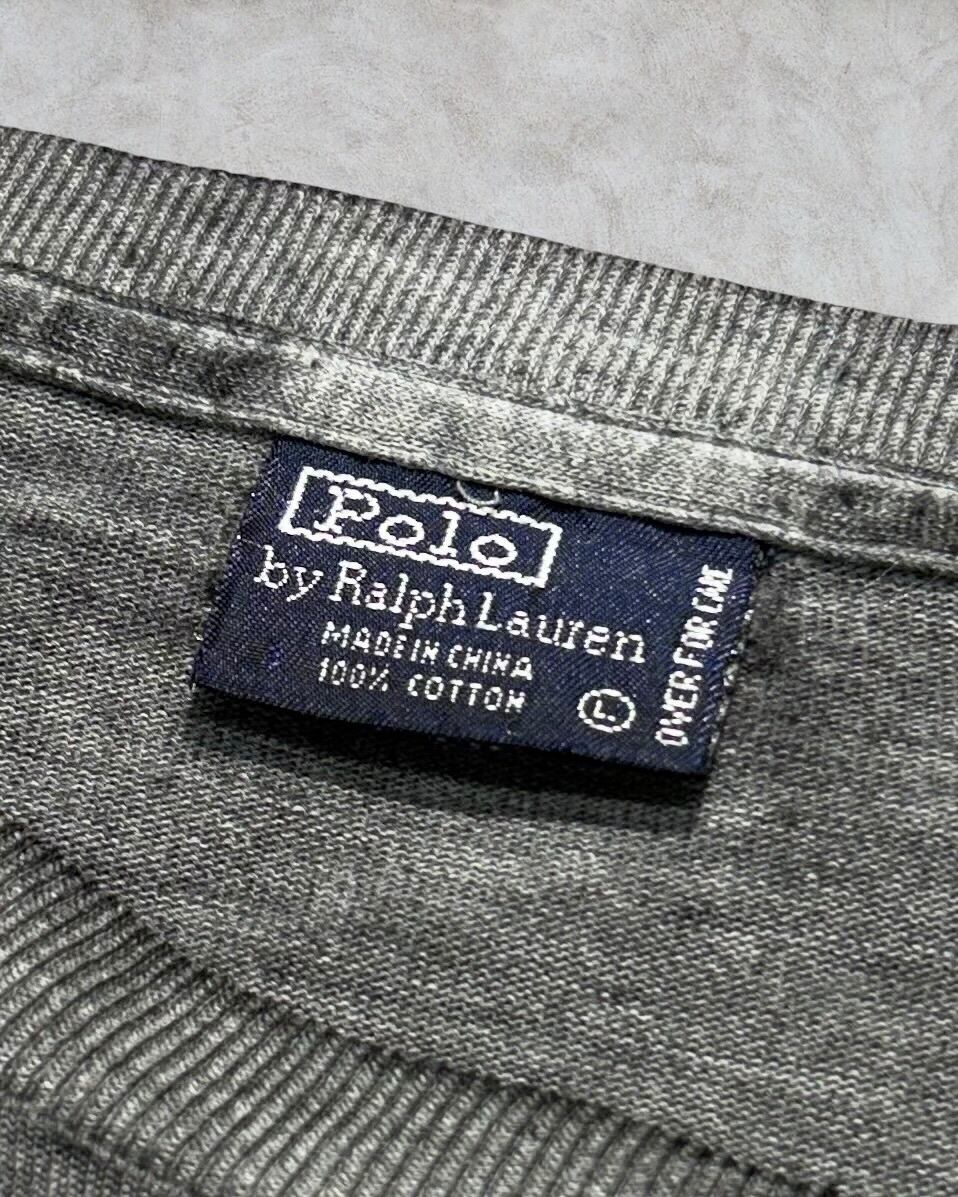 Polo
by Ralph Lauren
MADE IN CHINA
100% COTTON
L
OVER FOR CARE